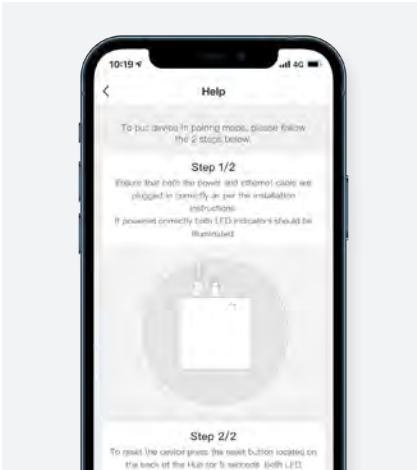 10:19
4G
Help
To put device in pairing mode, please follow
the 2 steps below.
Step 1/2
Ensure that both the power and ethernet cable are
plugged in correctly as per the installation
instructions.
If powered correctly both LED indicators should be
illuminated.
Step 2/2
To reset the device press the reset button located on
the back of the Hub for 5 seconds. Both LED